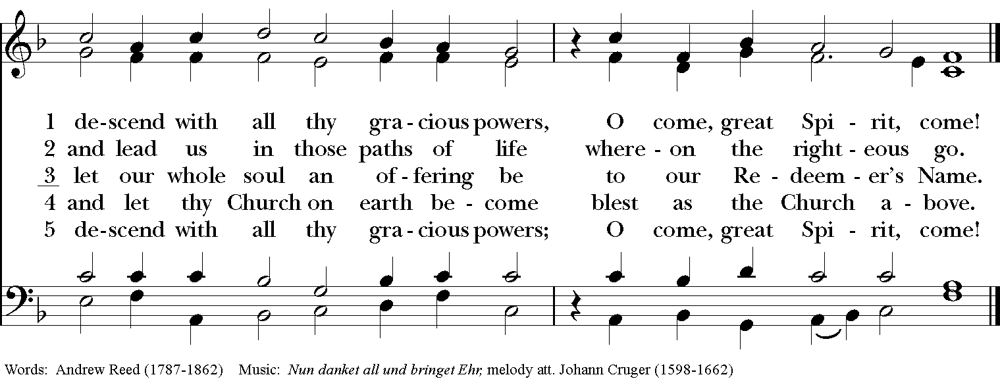 1 de-scend with all thy gra-cious powers, O come, great Spi-rit, come!
2 and lead us in those paths of life where-on the right-eous go.
3 let our whole soul an of-fering be to our Re-deem-er's Name.
4 and let thy Church on earth be-come blest as the Church a-bove.
5 de-scend with all thy gra-cious powers; O come, great Spi-rit, come!
Words: Andrew Reed (1787-1862) Music: Nun danket all und bringet Ehr, melody att. Johann Cruger (1598-1662)